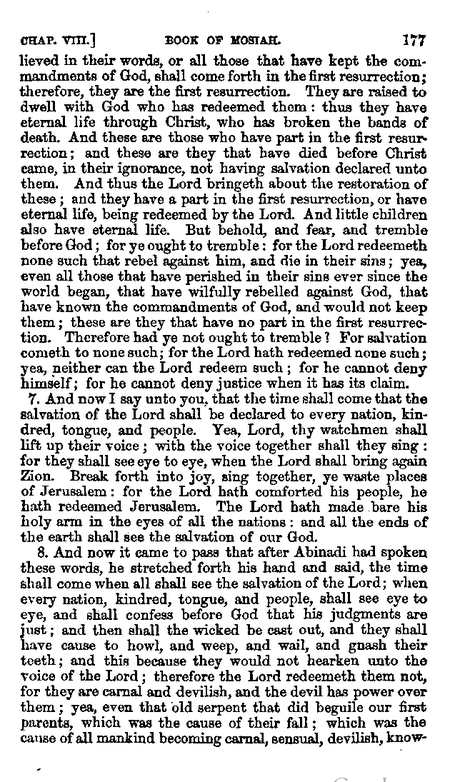 CHAP. VIII.] BOOK OF MOSIAH. 177
lieved in their words, or all those that have kept the com-
mandments of God, shall come forth in the first resurrection;
therefore, they are the first resurrection. They are raised to
dwell with God who has redeemed them: thus they have
eternal life through Christ, who has broken the bands of
death. And these are those who have part in the first resur-
rection; and these are they that have died before Christ
came, in their ignorance, not having salvation declared unto
them. And thus the Lord bringeth about the restoration of
these; and they have a part in the first resurrection, or have
eternal life, being redeemed by the Lord. And little children
also have eternal life. But behold, and fear, and tremble
before God; for ye ought to tremble: for the Lord redeemeth
none such that rebel against him, and die in their sins; yea,
even all those that have perished in their sins ever since the
world began, that have wilfully rebelled against God, that
have known the commandments of God, and would not keep
them; these are they that have no part in the first resurrec-
tion. Therefore had ye not ought to tremble? For salvation
cometh to none such; for the Lord hath redeemed none such;
yea, neither can the Lord redeem such; for he cannot deny
himself; for he cannot deny justice when it has its claim.
7. And now I say unto you, that the time shall come that the
salvation of the Lord shall be declared to every nation, kin-
dred, tongue, and people. Yea, Lord, thy watchmen shall
lift up their voice; with the voice together shall they sing:
for they shall see eye to eye, when the Lord shall bring again
Zion. Break forth into joy, sing together, ye waste places
of Jerusalem: for the Lord hath comforted his people, he
hath redeemed Jerusalem. The Lord hath made bare his
holy arm in the eyes of all the nations: and all the ends of
the earth shall see the salvation of our God.
8. And now it came to pass that after Abinadi had spoken
these words, he stretched forth his hand and said, the time
shall come when all shall see the salvation of the Lord; when
every nation, kindred, tongue, and people, shall see eye to
eye, and shall confess before God that his judgments are
just; and then shall the wicked be cast out, and they shall
have cause to howl, and weep, and wail, and gnash their
teeth; and this because they would not hearken unto the
voice of the Lord; therefore the Lord redeemeth them not,
for they are carnal and devilish, and the devil has power over
them; yea, even that old serpent that did beguile our first
parents, which was the cause of their fall; which was the
cause of all mankind becoming carnal, sensual, devilish, know-